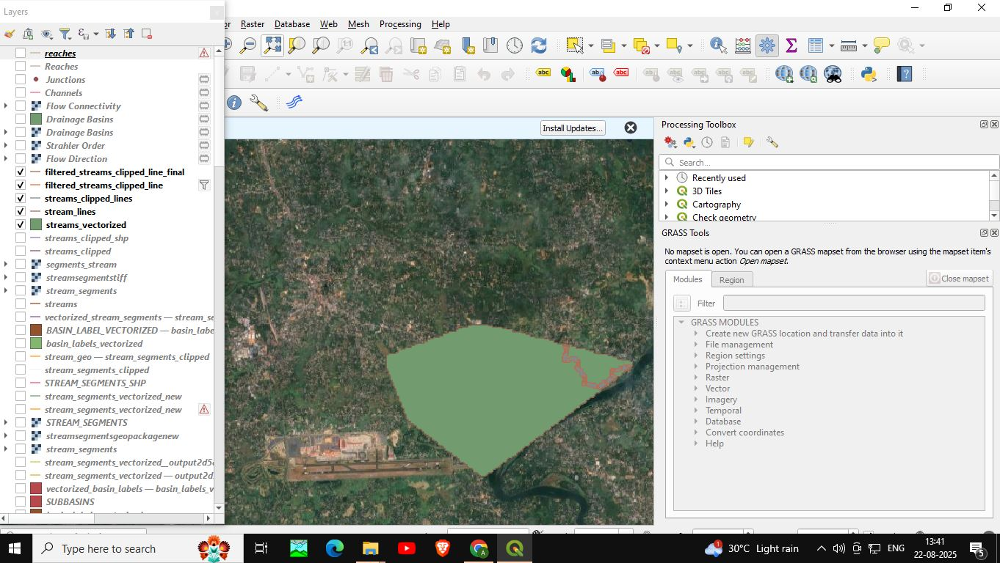 Layers
or Raster Database Web Mesh Processing Help
reaches
Reaches
Junctions
Channels
Flow Connectivity
Drainage Basins
Drainage Basins
Strahler Order
Flow Direction
filtered_streams_clipped_line_final
filtered_streams_clipped_line
streams_clipped_lines
stream_lines
streams_vectorized
streams_clipped_shp
streams_clipped
segments_stream
streamsegmentstiff
stream_segments
streams
vectorized_stream_segments — stream_se
BASIN_LABEL_VECTORIZED — basin_labe
basin_labels_vectorized
stream_geo — stream_segments_clipped
stream_segments_clipped
STREAM_SEGMENTS_SHP
stream_segments_vectorized_new
stream_segments_vectorized_new
STREAM_SEGMENTS
streamsegmentsgeopackagenew
stream_segments
stream_segments_vectorized__output2d5
stream_segments_vectorized — output2d
vectorized_basin_labels — basin_labels_v
SUBBASINS
Install Updates...
Processing Toolbox
Search...
Recently used
3D Tiles
Cartography
Check geometry
GRASS Tools
No mapset is open. You can open a GRASS mapset from the browser using the mapset item's
context menu action Open mapset.
Modules Region Close mapset
Filter
GRASS MODULES
Create new GRASS location and transfer data into it
File management
Region settings
Projection management
Raster
Vector
Imagery
Temporal
Database
Convert coordinates
Help
Type here to search
30°C Light rain
ENG
13:41
22-08-2025
5